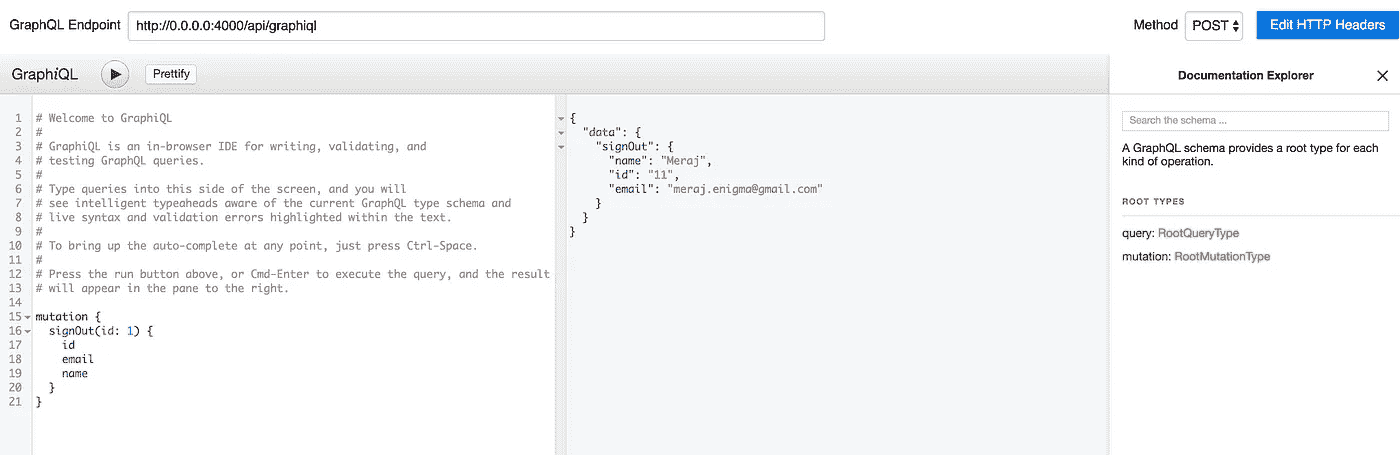 GraphQL Endpoint http://0.0.0.0:4000/api/graphiql Method POST Edit HTTP Headers
GraphiQL Prettify Documentation Explorer
1 # Welcome to GraphiQL
2 #
3 # GraphiQL is an in-browser IDE for writing, validating, and
4 # testing GraphQL queries.
5 #
6 # Type queries into this side of the screen, and you will
7 # see intelligent typeaheads aware of the current GraphQL type schema and
8 # live syntax and validation errors highlighted within the text.
9 #
10 # To bring up the auto-complete at any point, just press Ctrl-Space.
11 #
12 # Press the run button above, or Cmd-Enter to execute the query, and the result
13 # will appear in the pane to the right.
14
15 mutation {
16 signOut(id: 1) {
17 id
18 email
19 name
20 }
21 }
{
"data": {
"signOut": {
"name": "Meraj",
"id": "11",
"email": "meraj.enigma@gmail.com"
}
}
}
Search the schema ...
A GraphQL schema provides a root type for each
kind of operation.
ROOT TYPES
query: RootQueryType
mutation: RootMutationType